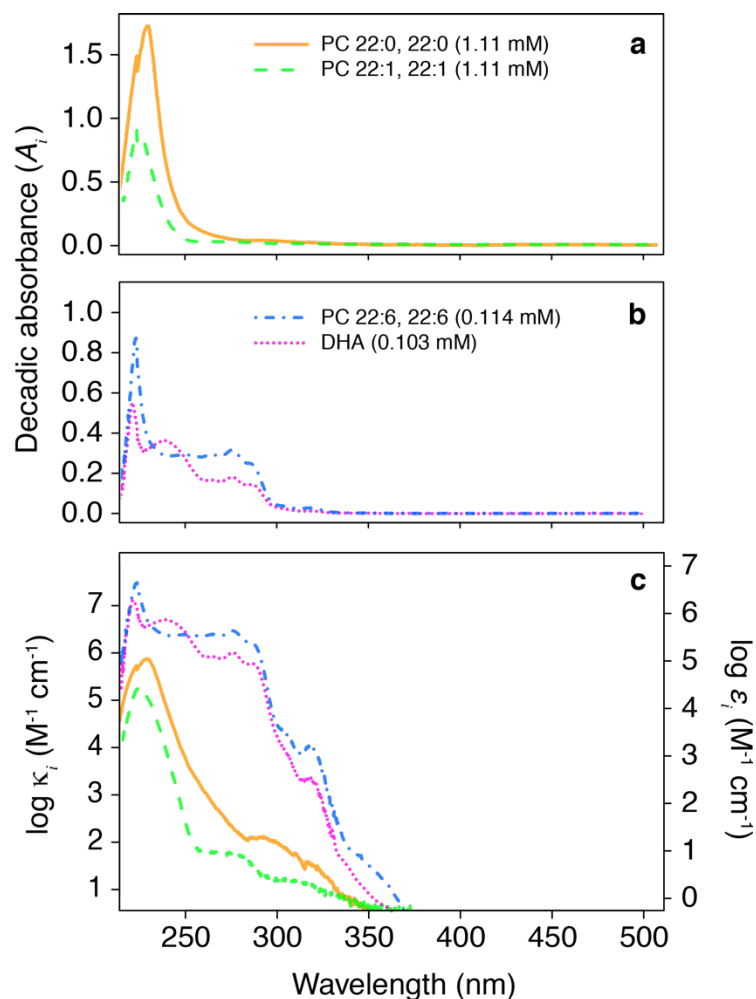 a
PC 22:0, 22:0 (1.11 mM)
PC 22:1, 22:1 (1.11 mM)
1.5
1.0
0.5
0.0
b
PC 22:6, 22:6 (0.114 mM)
DHA (0.103 mM)
1.0
0.8
0.6
0.4
0.2
0.0
Decadic absorbance (Aᵢ)
c
7
6
5
4
3
2
1
log κᵢ (M⁻¹ cm⁻¹)
7
6
5
4
3
2
1
0
log εᵢ (M⁻¹ cm⁻¹)
250 300 350 400 450 500
Wavelength (nm)